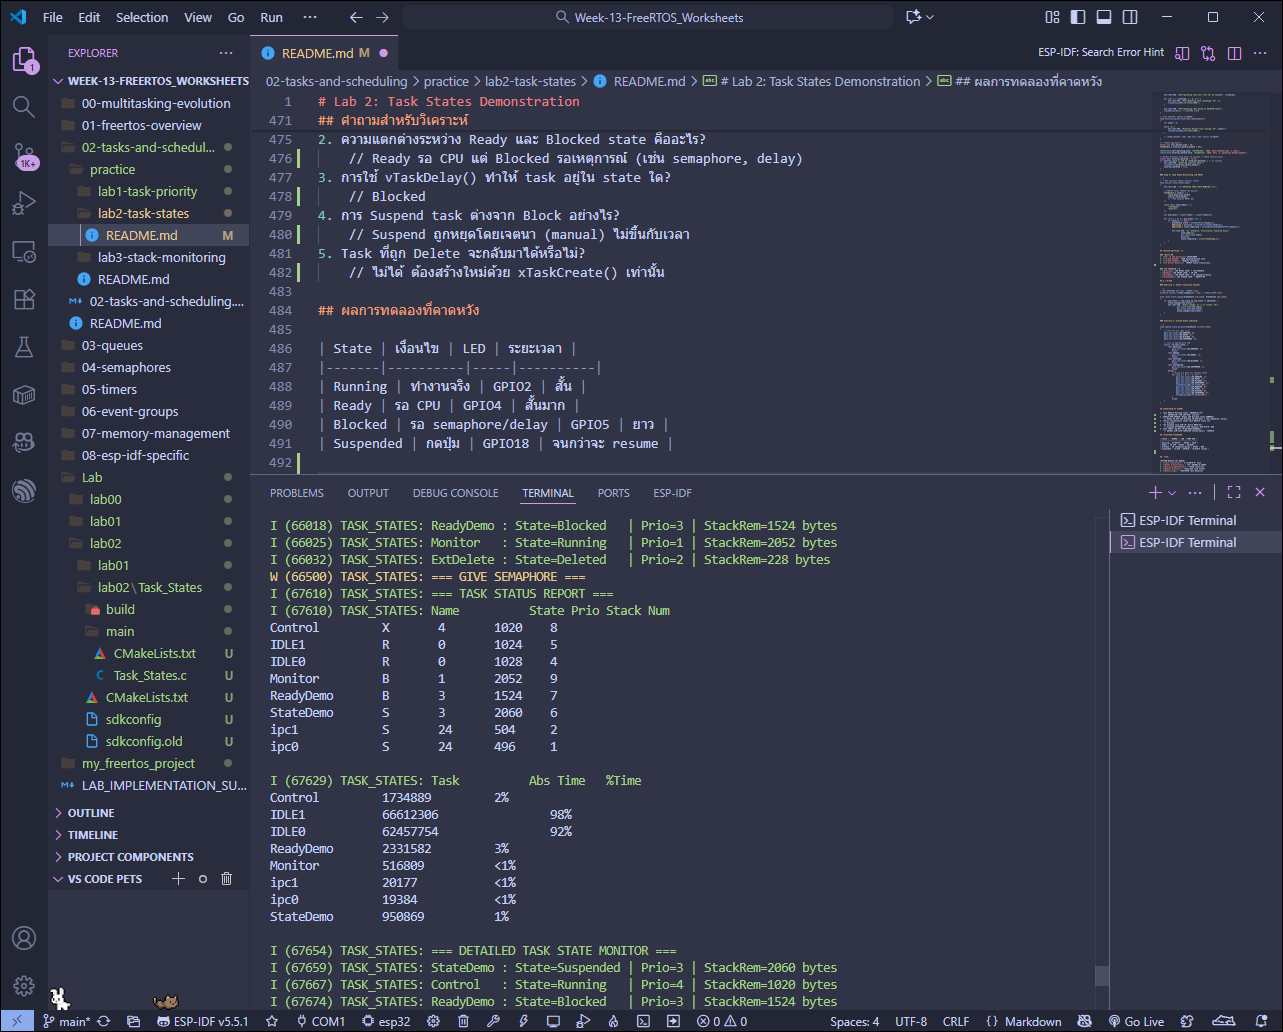 File Edit Selection View Go Run ··· Week-13-FreeRTOS_Worksheets
EXPLORER ···
WEEK-13-FREERTOS_WORKSHEETS
00-multitasking-evolution
01-freertos-overview
02-tasks-and-schedul...
practice
lab1-task-priority
lab2-task-states
README.md M
lab3-stack-monitoring
README.md
02-tasks-and-scheduling....
README.md
03-queues
04-semaphores
05-timers
06-event-groups
07-memory-management
08-esp-idf-specific
Lab
lab00
lab01
lab02
lab01
lab02\Task_States
build
main
CMakeLists.txt U
Task_States.c U
CMakeLists.txt U
sdkconfig U
sdkconfig.old U
my_freertos_project
LAB_IMPLEMENTATION_SU...
OUTLINE
TIMELINE
PROJECT COMPONENTS
VS CODE PETS
1
1K+
README.md M
ESP-IDF: Search Error Hint
02-tasks-and-scheduling > practice > lab2-task-states > README.md > # Lab 2: Task States Demonstration > ## ผลการทดลองที่คาดหวัง
1 # Lab 2: Task States Demonstration
471 ## คำถามสำหรับวิเคราะห์
475 2. ความแตกต่างระหว่าง Ready และ Blocked state คืออะไร?
476 // Ready รอ CPU แต่ Blocked รอเหตุการณ์ (เช่น semaphore, delay)
477 3. การใช้ vTaskDelay() ทำให้ task อยู่ใน state ใด?
478 // Blocked
479 4. การ Suspend task ต่างจาก Block อย่างไร?
480 // Suspend ถูกหยุดโดยเจตนา (manual) ไม่ขึ้นกับเวลา
481 5. Task ที่ถูก Delete จะกลับมาได้หรือไม่?
482 // ไม่ได้ ต้องสร้างใหม่ด้วย xTaskCreate() เท่านั้น
483
484 ## ผลการทดลองที่คาดหวัง
485
486 | State | เงื่อนไข | LED | ระยะเวลา |
487 |-------|----------|-----|----------|
488 | Running | ทำงานจริง | GPIO2 | สั้น |
489 | Ready | รอ CPU | GPIO4 | สั้นมาก |
490 | Blocked | รอ semaphore/delay | GPIO5 | ยาว |
491 | Suspended | กดปุ่ม | GPIO18 | จนกว่าจะ resume |
492
PROBLEMS OUTPUT DEBUG CONSOLE TERMINAL PORTS ESP-IDF
ESP-IDF Terminal
ESP-IDF Terminal
I (66018) TASK_STATES: ReadyDemo : State=Blocked | Prio=3 | StackRem=1524 bytes
I (66025) TASK_STATES: Monitor : State=Running | Prio=1 | StackRem=2052 bytes
I (66032) TASK_STATES: ExtDelete : State=Deleted | Prio=2 | StackRem=228 bytes
W (66500) TASK_STATES: === GIVE SEMAPHORE ===
I (67610) TASK_STATES: === TASK STATUS REPORT ===
I (67610) TASK_STATES: Name State Prio Stack Num
Control X 4 1020 8
IDLE1 R 0 1024 5
IDLE0 R 0 1028 4
Monitor B 1 2052 9
ReadyDemo B 3 1524 7
StateDemo S 3 2060 6
ipc1 S 24 504 2
ipc0 S 24 496 1
I (67629) TASK_STATES: Task Abs Time %Time
Control 1734889 2%
IDLE1 66612306 98%
IDLE0 62457754 92%
ReadyDemo 2331582 3%
Monitor 516809 <1%
ipc1 20177 <1%
ipc0 19384 <1%
StateDemo 950869 1%
I (67654) TASK_STATES: === DETAILED TASK STATE MONITOR ===
I (67659) TASK_STATES: StateDemo : State=Suspended | Prio=3 | StackRem=2060 bytes
I (67667) TASK_STATES: Control : State=Running | Prio=4 | StackRem=1020 bytes
I (67674) TASK_STATES: ReadyDemo : State=Blocked | Prio=3 | StackRem=1524 bytes
main* ESP-IDF v5.5.1 COM1 esp32 0 0 Spaces: 4 UTF-8 CRLF {} Markdown Go Live